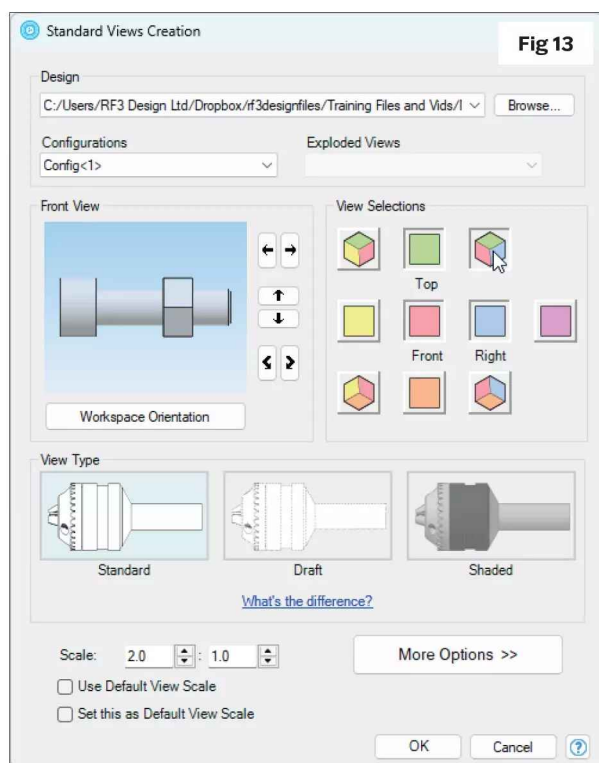 Standard Views Creation
Fig 13
Design
C:/Users/RF3 Design Ltd/Dropbox/rf3designfiles/Training Files and Vids/I
Browse...
Configurations
Exploded Views
Config<1>
Front View
View Selections
Top
Front
Right
Workspace Orientation
View Type
Standard
Draft
Shaded
What's the difference?
Scale:
2.0
:
1.0
More Options >>
Use Default View Scale
Set this as Default View Scale
OK
Cancel
?